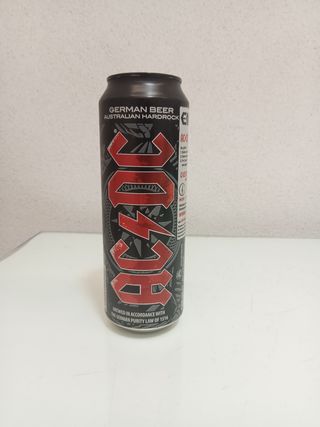 GERMAN BEER
AUSTRALIAN HARDROCK
AC⚡DC
BREWED IN ACCORDANCE WITH
THE GERMAN PURITY LAW OF 1516